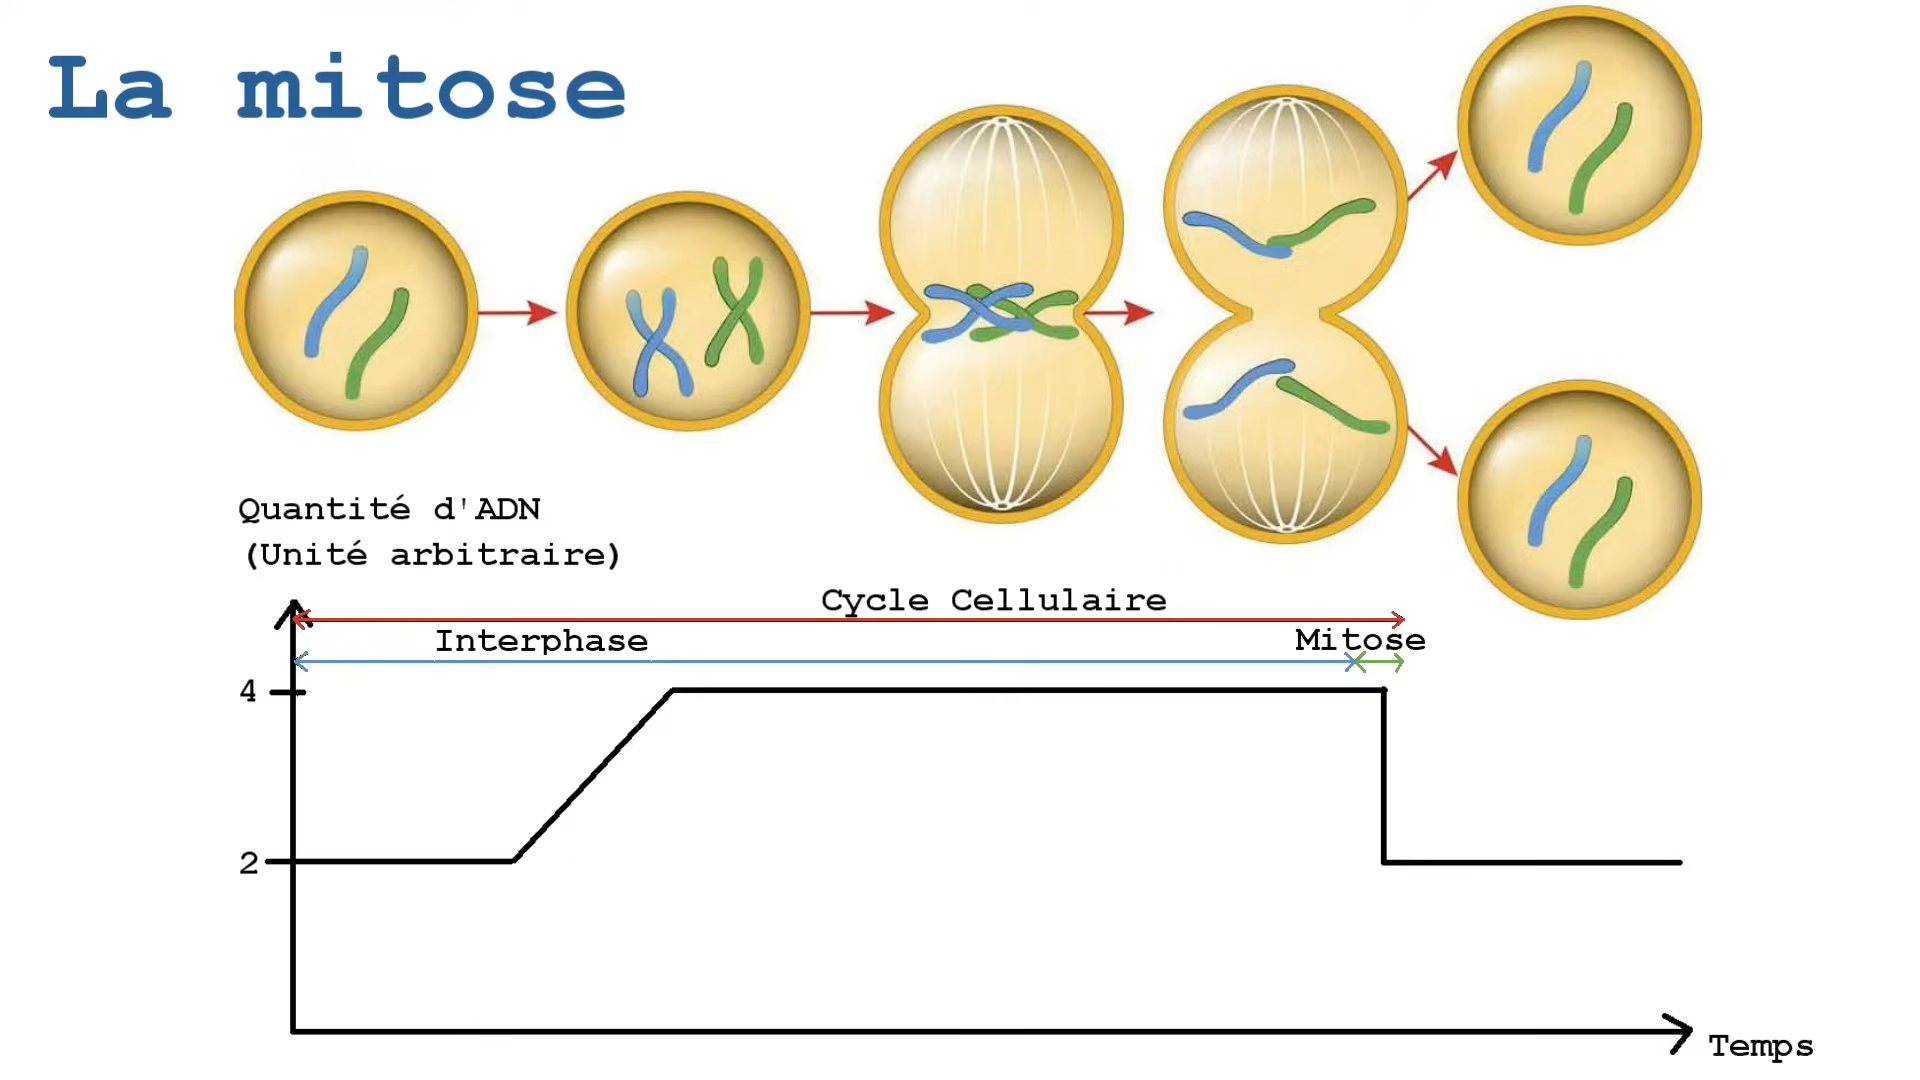 La mitose
Quantité d'ADN
(Unité arbitraire)
Cycle Cellulaire
Interphase
Mitose
4
2
Temps